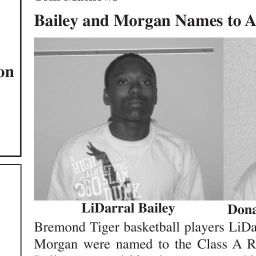 Bailey and Morgan Names to A
on
LiDarral Bailey
Dona
Bremond Tiger basketball players LiDa
Morgan were named to the Class A R